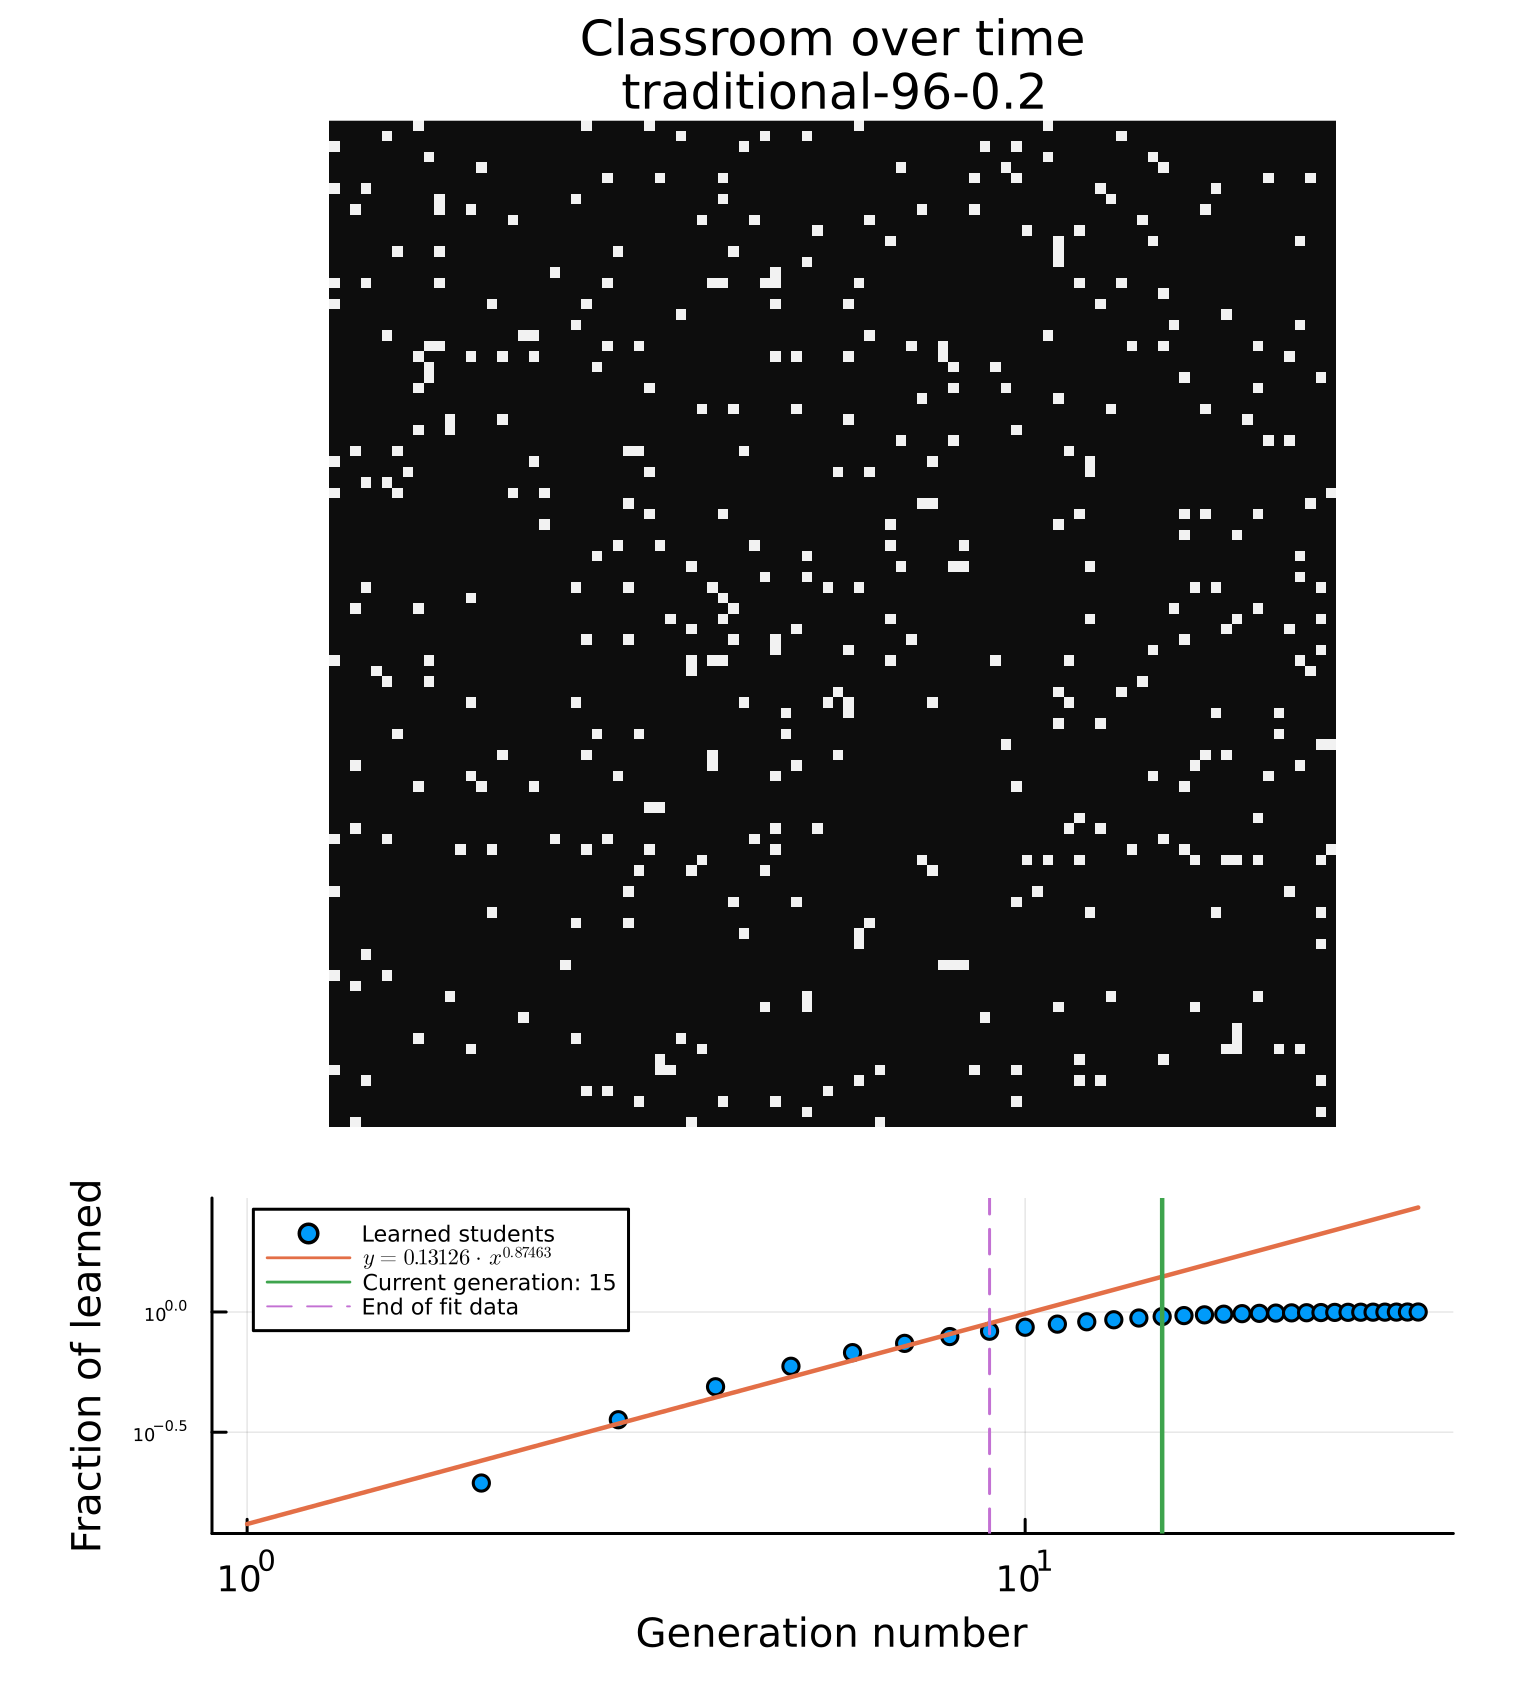 Classroom over time
traditional-96-0.2
Learned students
y = 0.13126 · x^0.87463
Current generation: 15
End of fit data
Fraction of learned
10^0.0
10^−0.5
10^0
10^1
Generation number